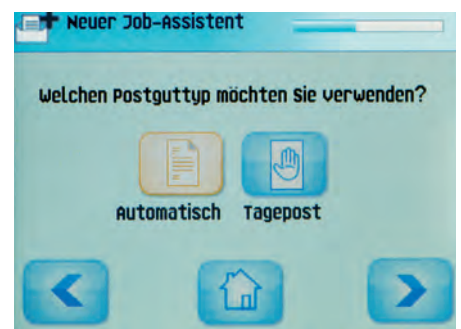 Neuer Job-Assistent
Welchen Postguttyp möchten Sie verwenden?
Automatisch Tagepost